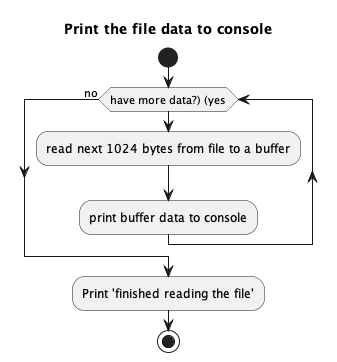 Print the file data to console
no
have more data?) (yes
read next 1024 bytes from file to a buffer
print buffer data to console
Print 'finished reading the file'